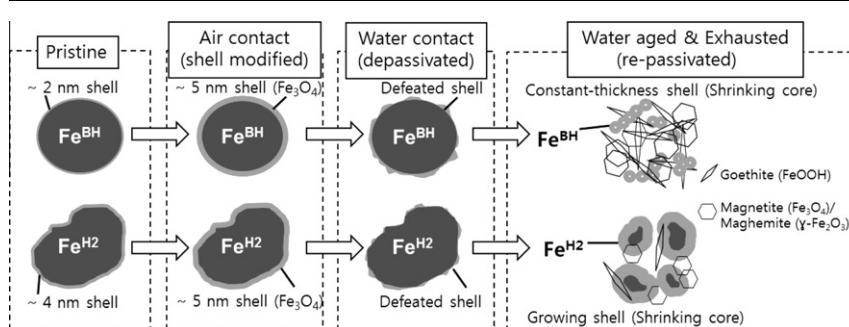 Pristine
Air contact
(shell modified)
Water contact
(depassivated)
Water aged & Exhausted
(re-passivated)
~ 2 nm shell
~ 5 nm shell (Fe₃O₄)
Defeated shell
Constant-thickness shell (Shrinking core)
Feᴮᴴ
Feᴮᴴ
Feᴮᴴ
Feᴮᴴ
Goethite (FeOOH)
Magnetite (Fe₃O₄)/
Maghemite (γ-Fe₂O₃)
Feᴴ²
Feᴴ²
Feᴴ²
Feᴴ²
~ 4 nm shell
~ 5 nm shell (Fe₃O₄)
Defeated shell
Growing shell (Shrinking core)